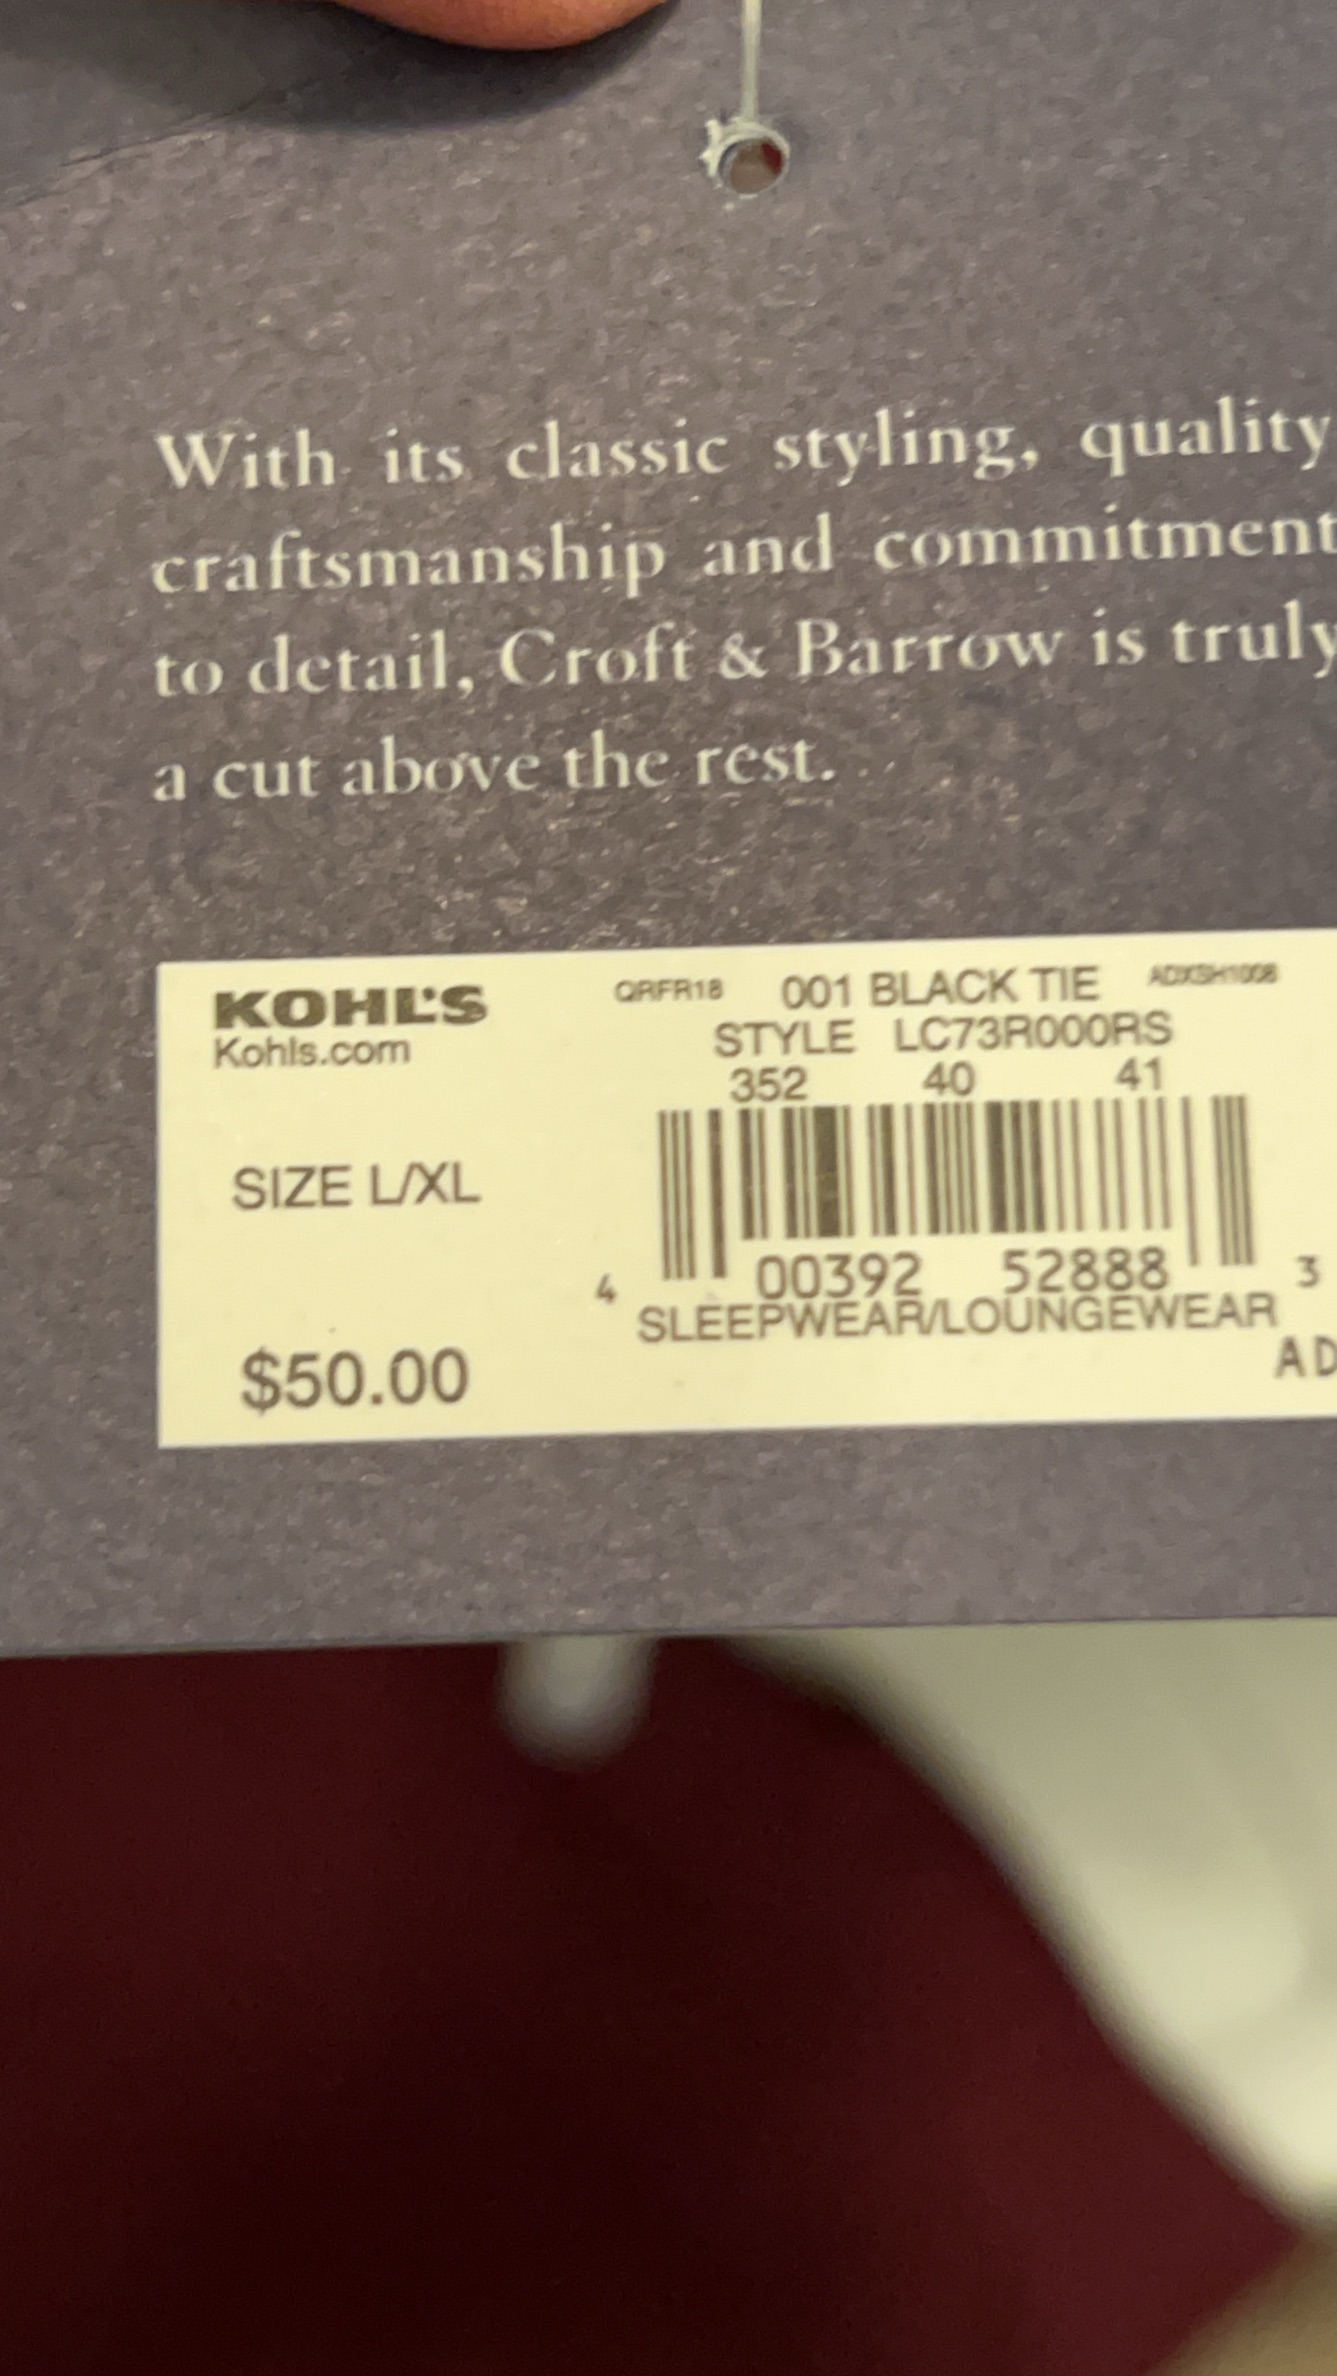 With its classic styling, quality
craftsmanship and commitment
to detail, Croft & Barrow is truly
a cut above the rest.
KOHL'S
Kohls.com
QRFR18 001 BLACK TIE ADXSH1008
STYLE LC73R000RS
352 40 41
SIZE L/XL
4 00392 52888 3
SLEEPWEAR/LOUNGEWEAR
AD
$50.00